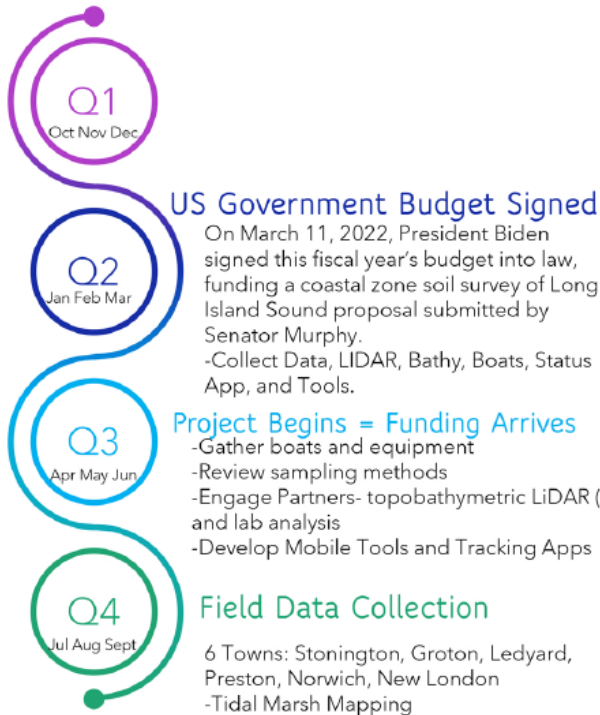 Q1
Oct Nov Dec
US Government Budget Signed
On March 11, 2022, President Biden
signed this fiscal year's budget into law,
funding a coastal zone soil survey of Long
Island Sound proposal submitted by
Senator Murphy.
-Collect Data, LIDAR, Bathy, Boats, Status
App, and Tools.
Q2
Jan Feb Mar
Project Begins = Funding Arrives
-Gather boats and equipment
-Review sampling methods
-Engage Partners- topobathymetric LiDAR (
and lab analysis
-Develop Mobile Tools and Tracking Apps
Q3
Apr May Jun
Field Data Collection
6 Towns: Stonington, Groton, Ledyard,
Preston, Norwich, New London
-Tidal Marsh Mapping
Q4
Jul Aug Sept